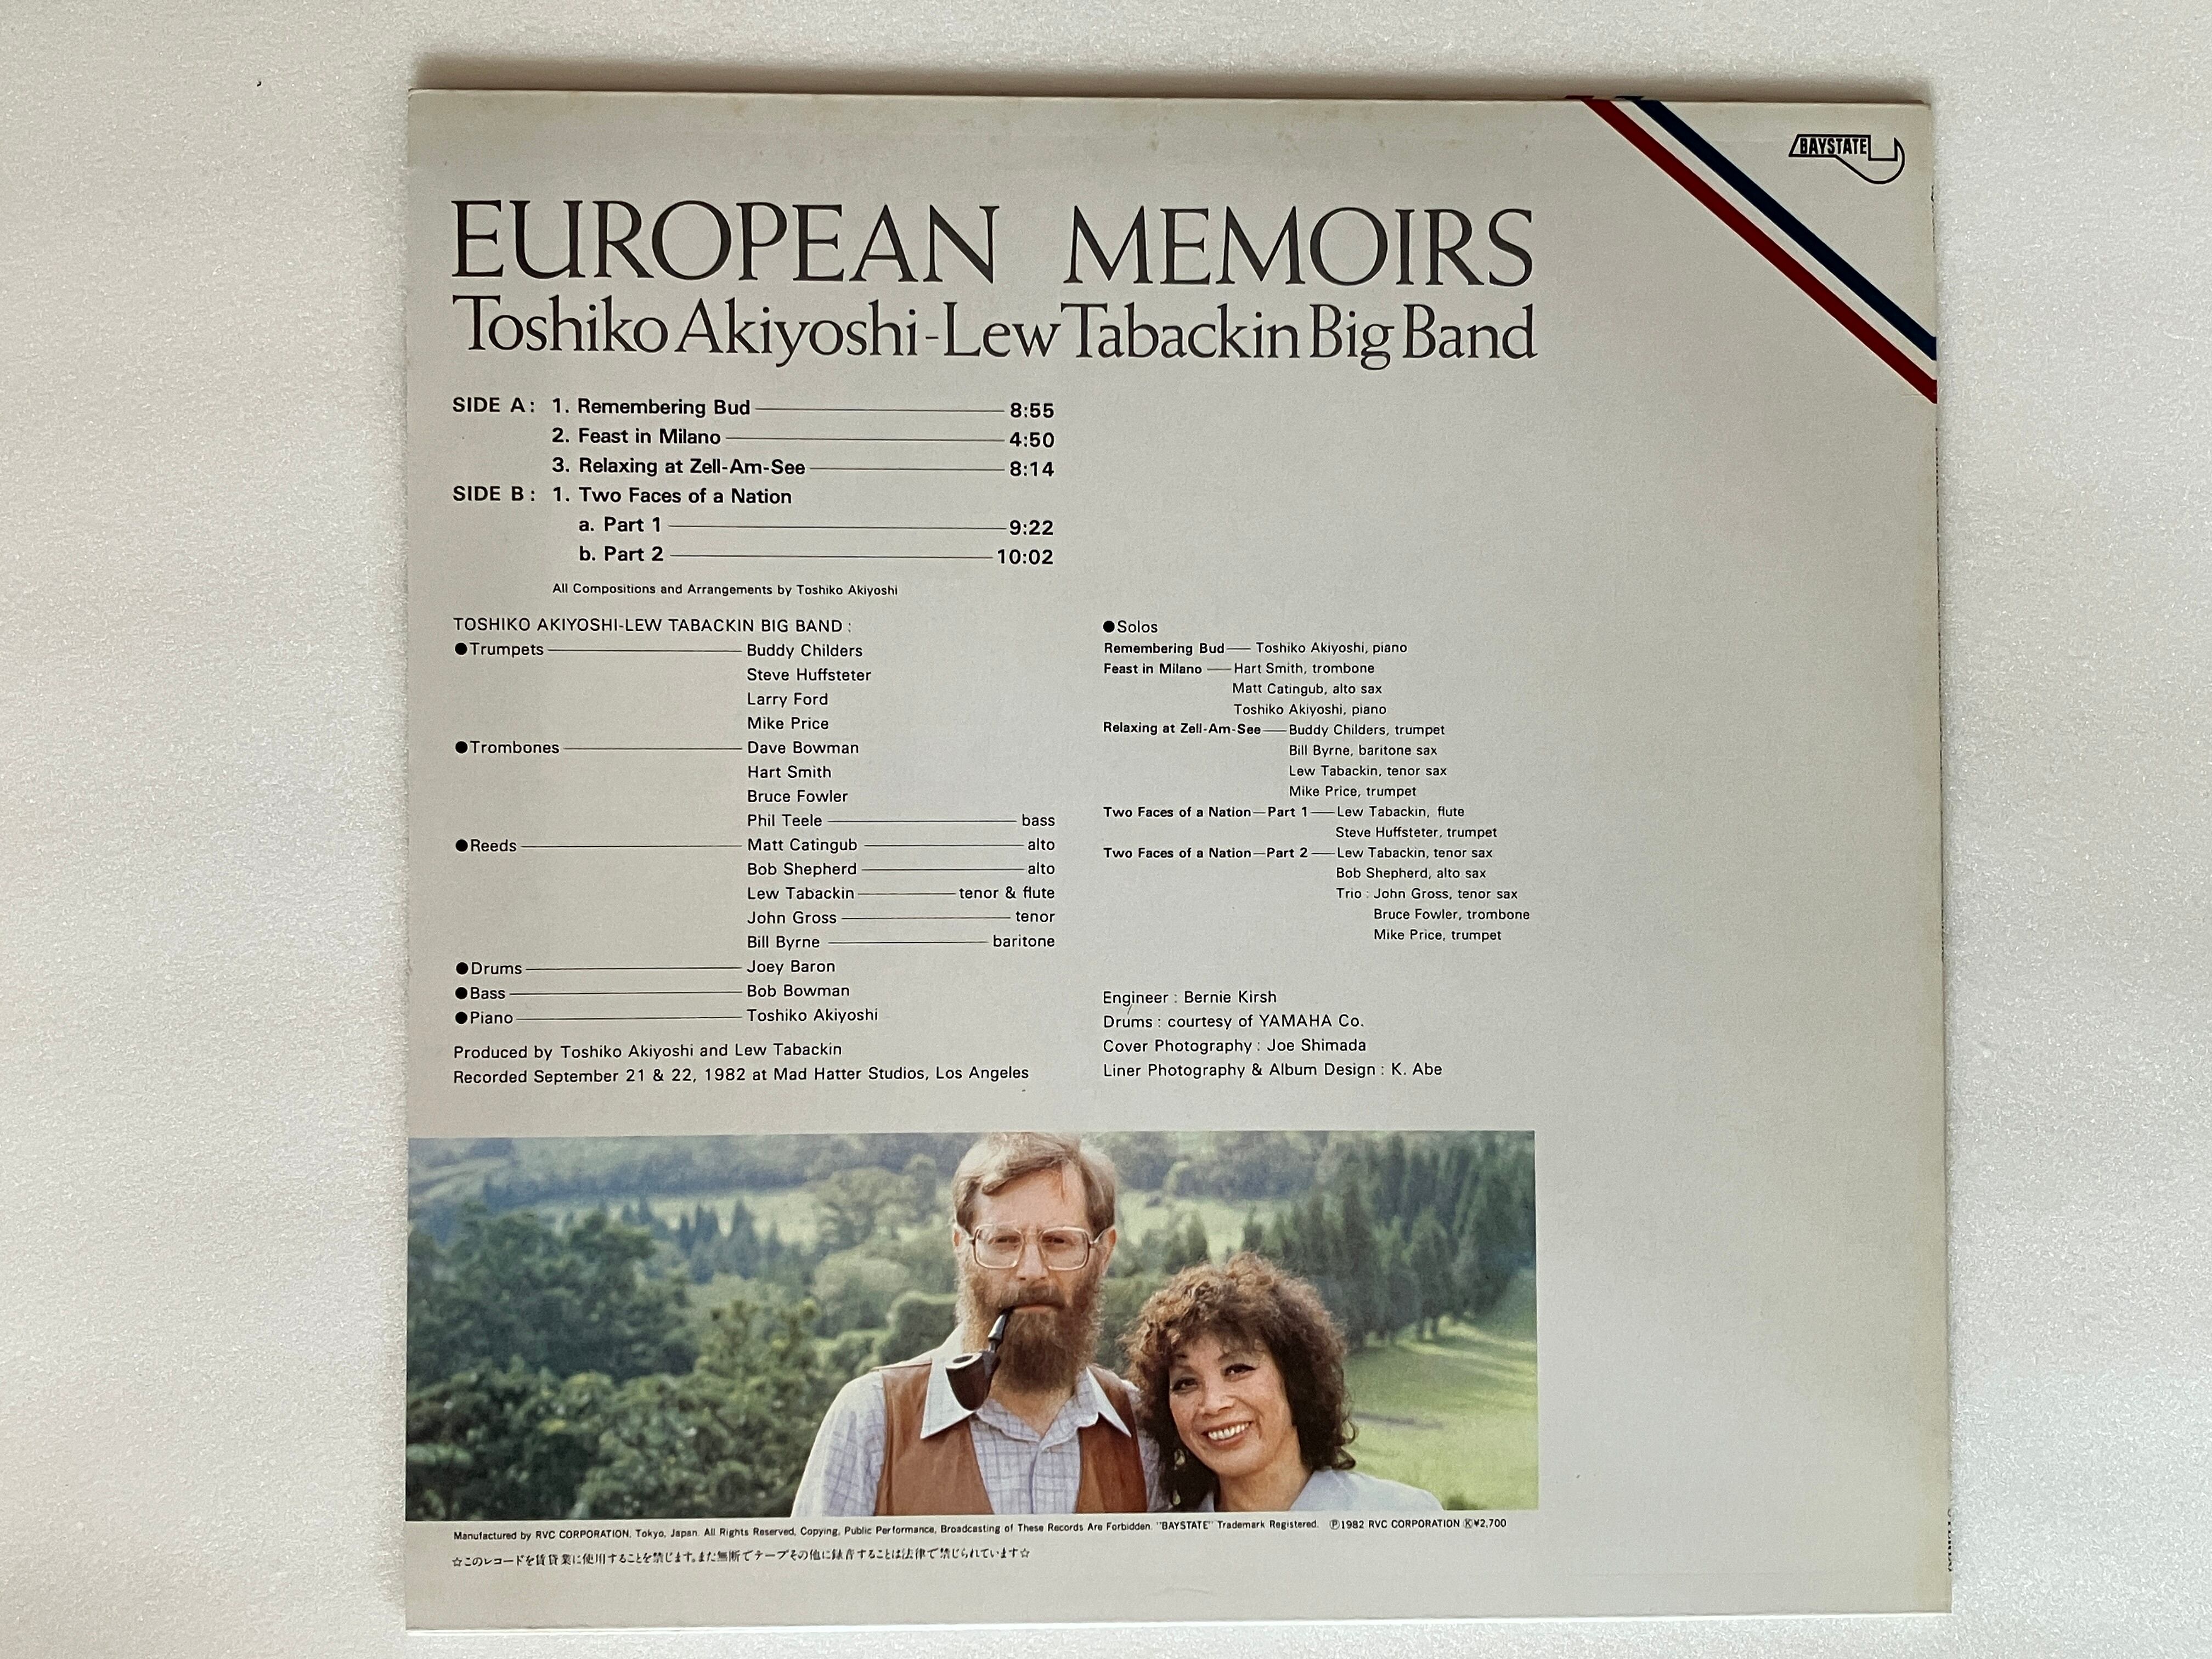 BAYSTATE
EUROPEAN MEMOIRS
Toshiko Akiyoshi-Lew Tabackin Big Band
SIDE A: 1. Remembering Bud 8:55
2. Feast in Milano 4:50
3. Relaxing at Zell-Am-See 8:14
SIDE B: 1. Two Faces of a Nation
a. Part 1 9:22
b. Part 2 10:02
All Compositions and Arrangements by Toshiko Akiyoshi
TOSHIKO AKIYOSHI-LEW TABACKIN BIG BAND:
●Trumpets Buddy Childers
Steve Huffsteter
Larry Ford
Mike Price
●Trombones Dave Bowman
Hart Smith
Bruce Fowler
Phil Teele bass
●Reeds Matt Catingub alto
Bob Shepherd alto
Lew Tabackin tenor & flute
John Gross tenor
Bill Byrne baritone
●Drums Joey Baron
●Bass Bob Bowman
●Piano Toshiko Akiyoshi
Produced by Toshiko Akiyoshi and Lew Tabackin
Recorded September 21 & 22, 1982 at Mad Hatter Studios, Los Angeles
●Solos
Remembering Bud — Toshiko Akiyoshi, piano
Feast in Milano — Hart Smith, trombone
Matt Catingub, alto sax
Toshiko Akiyoshi, piano
Relaxing at Zell-Am-See — Buddy Childers, trumpet
Bill Byrne, baritone sax
Lew Tabackin, tenor sax
Mike Price, trumpet
Two Faces of a Nation—Part 1 — Lew Tabackin, flute
Steve Huffsteter, trumpet
Two Faces of a Nation—Part 2 — Lew Tabackin, tenor sax
Bob Shepherd, alto sax
Trio: John Gross, tenor sax
Bruce Fowler, trombone
Mike Price, trumpet
Engineer : Bernie Kirsh
Drums : courtesy of YAMAHA Co.
Cover Photography : Joe Shimada
Liner Photography & Album Design : K. Abe
Manufactured by RVC CORPORATION, Tokyo, Japan. All Rights Reserved, Copying, Public Performance, Broadcasting of These Records Are Forbidden. "BAYSTATE" Trademark Registered. Ⓟ1982 RVC CORPORATION Ⓚ¥2,700
☆このレコードを賃貸業に使用することを禁じます。また無断でテープその他に録音することは法律で禁じられています☆